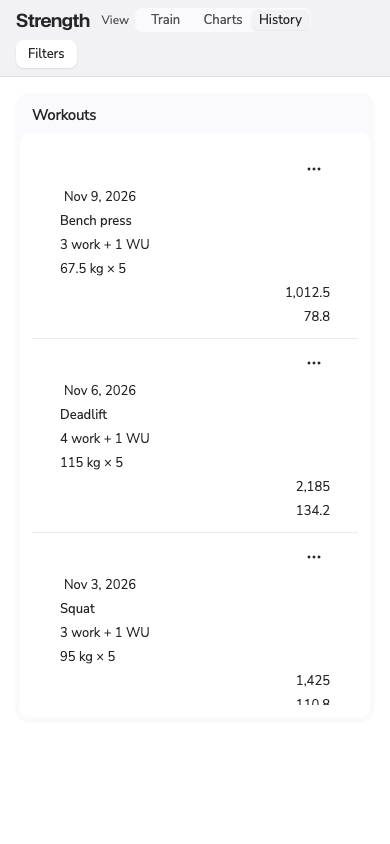 Strength View Train Charts History
Filters
Workouts
Nov 9, 2026
Bench press
3 work + 1 WU
67.5 kg × 5
1,012.5
78.8
Nov 6, 2026
Deadlift
4 work + 1 WU
115 kg × 5
2,185
134.2
Nov 3, 2026
Squat
3 work + 1 WU
95 kg × 5
1,425
110.8